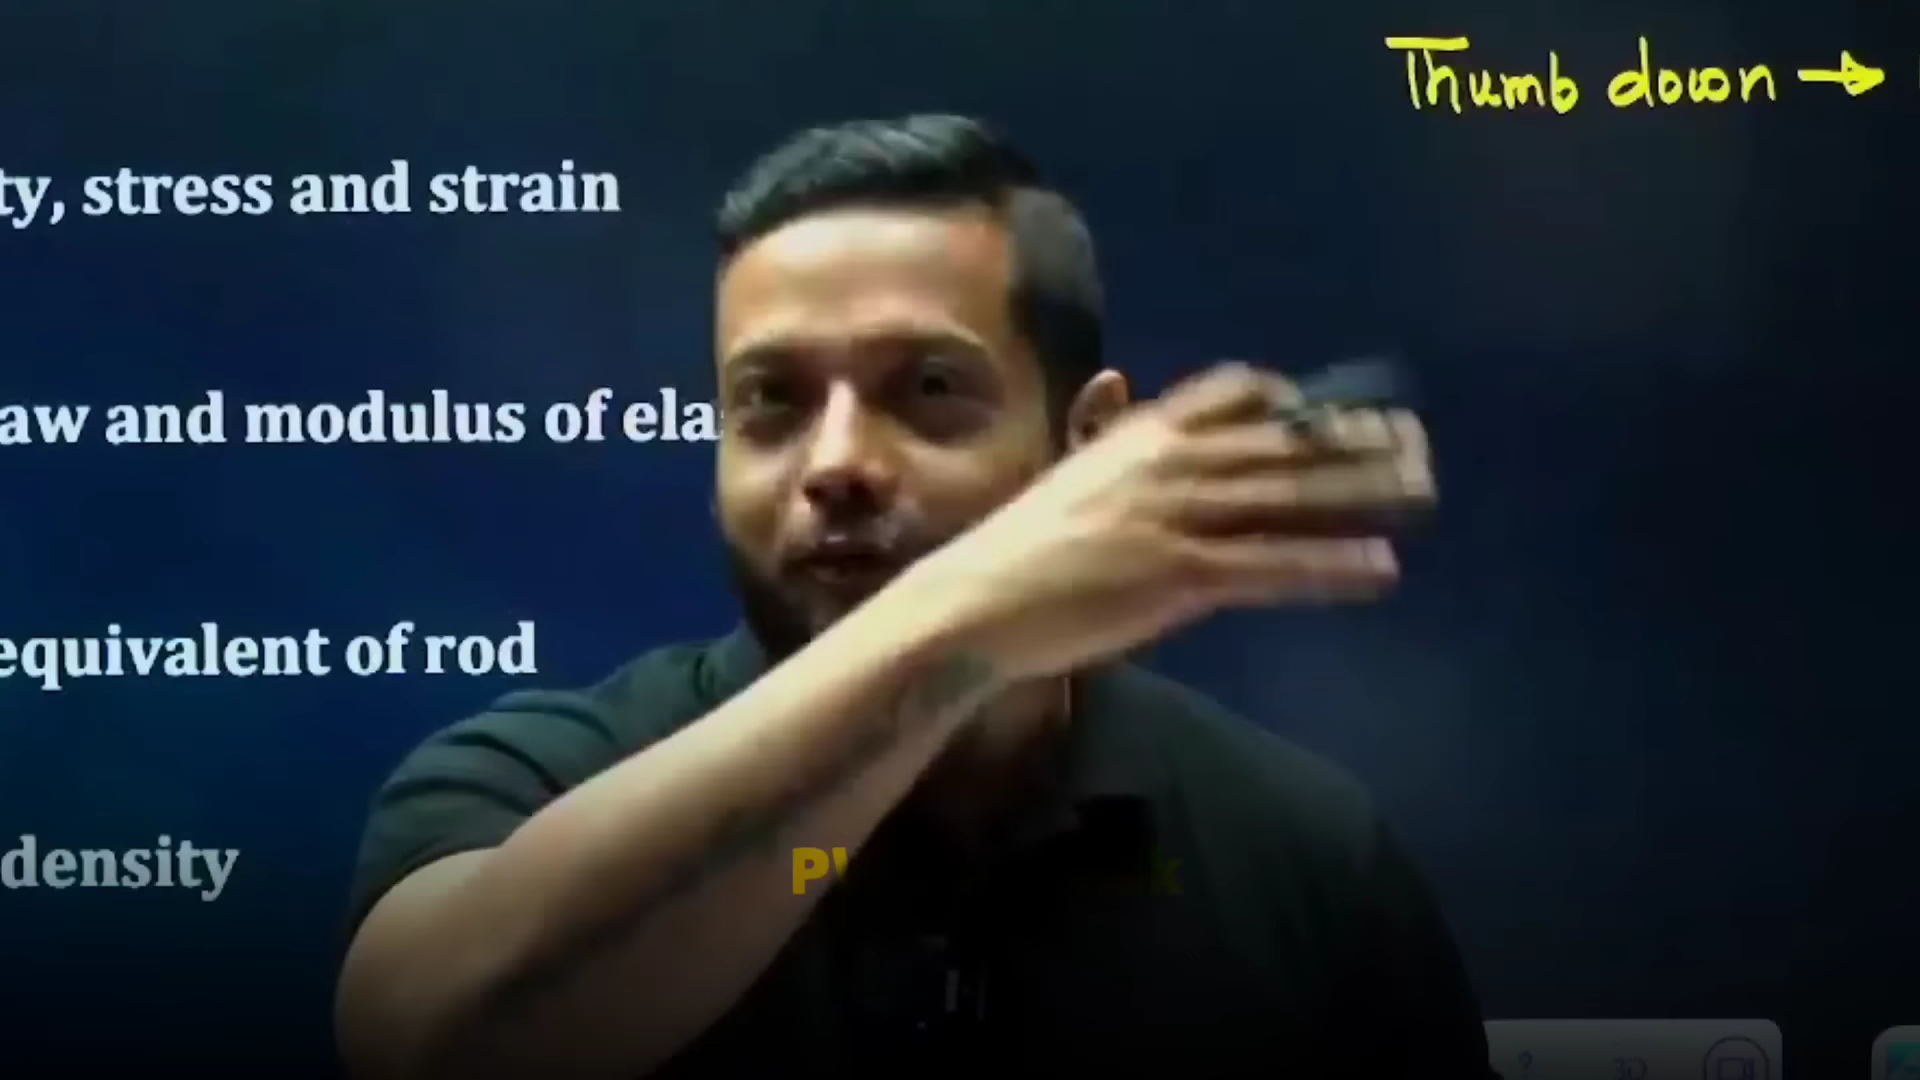 Thumb down →
ty, stress and strain
aw and modulus of ela
equivalent of rod
density